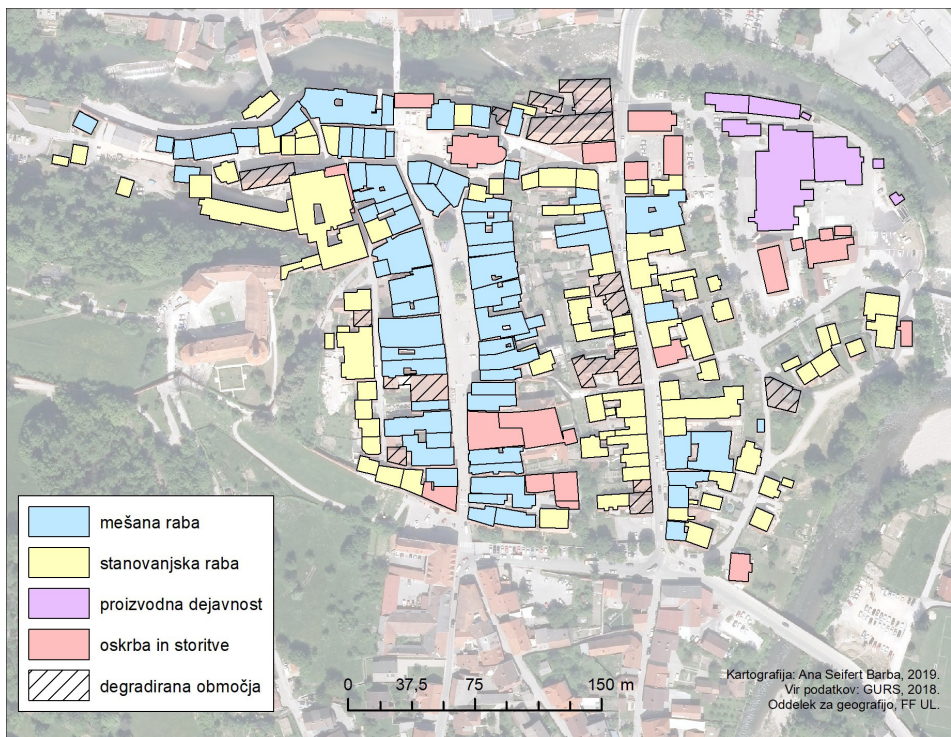 mešana raba
stanovanjska raba
proizvodna dejavnost
oskrba in storitve
degradirana območja
0 37,5 75 150 m
Kartografija: Ana Seifert Barba, 2019.
Vir podatkov: GURS, 2018.
Oddelek za geografijo, FF UL.